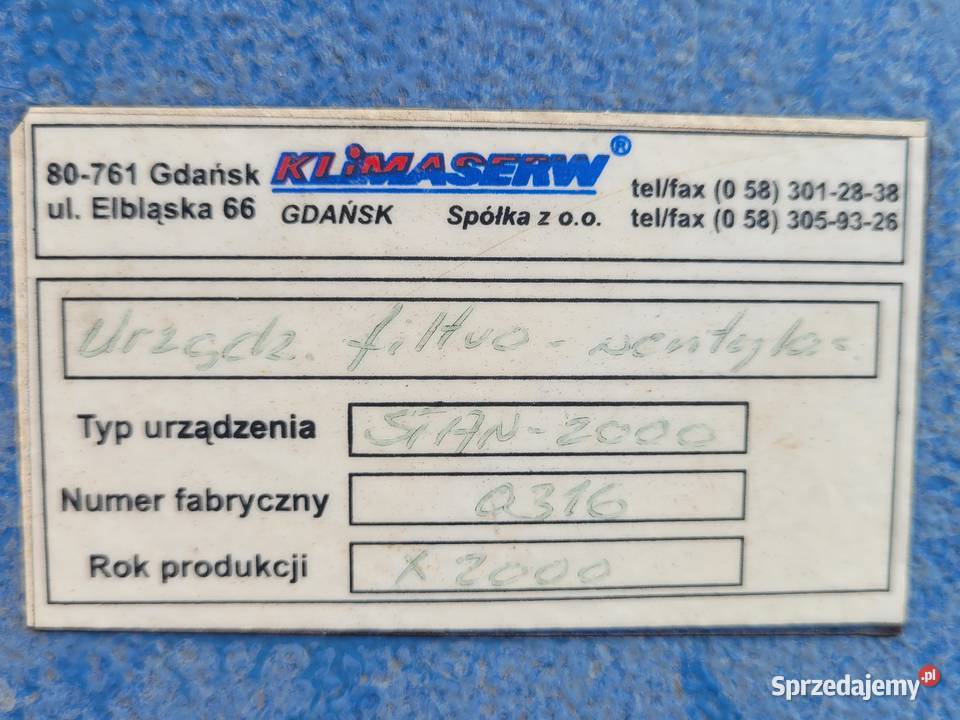 80-761 Gdańsk KLiMASERW® tel/fax (0 58) 301-28-38
ul. Elbląska 66 GDAŃSK Spółka z o.o. tel/fax (0 58) 305-93-26
Urządz. filtro-wentylac.
Typ urządzenia STAN-2000
Numer fabryczny 0316
Rok produkcji X 2000
Sprzedajemy.pl